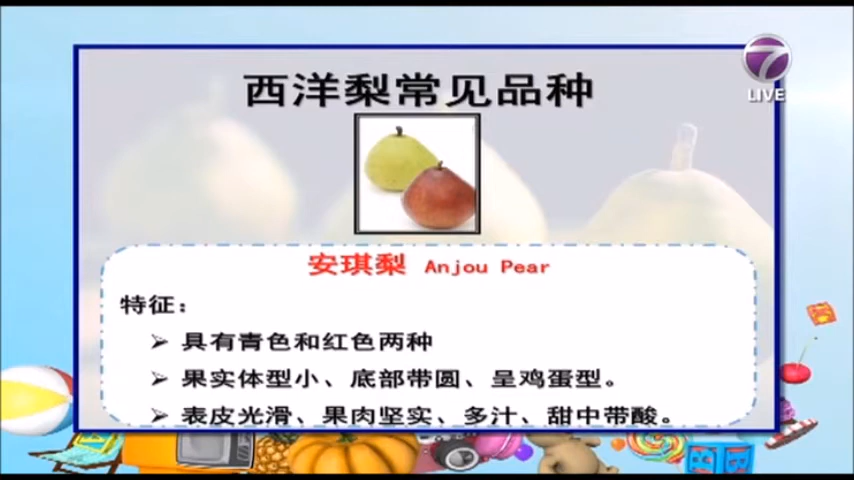 西洋梨常见品种
7
LIVE
安琪梨 Anjou Pear
特征：
➢ 具有青色和红色两种
➢ 果实体型小、底部带圆、呈鸡蛋型。
➢ 表皮光滑、果肉坚实、多汁、甜中带酸。